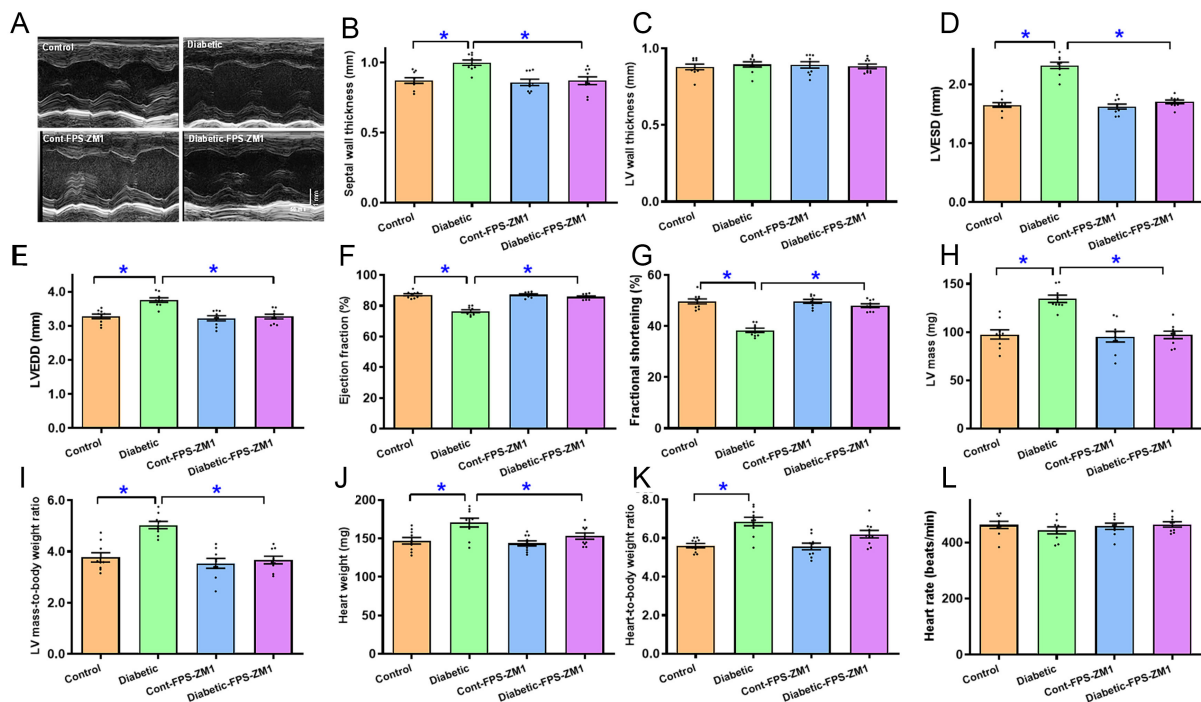 A
Control
Diabetic
Cont-FPS-ZM1
Diabetic-FPS-ZM1
B
*
*
Septal wall thickness (mm)
1.0
0.5
0.0
Control
Diabetic
Cont-FPS-ZM1
Diabetic-FPS-ZM1
C
LV wall thickness (mm)
1.0
0.5
0.0
Control
Diabetic
Cont-FPS-ZM1
Diabetic-FPS-ZM1
D
*
*
LVESD (mm)
2.0
1.0
0.0
Control
Diabetic
Cont-FPS-ZM1
Diabetic-FPS-ZM1
E
*
*
LVEDD (mm)
4.0
3.0
2.0
1.0
0.0
Control
Diabetic
Cont-FPS-ZM1
Diabetic-FPS-ZM1
F
*
*
Ejection fraction (%)
100
80
60
40
20
0
Control
Diabetic
Cont-FPS-ZM1
Diabetic-FPS-ZM1
G
*
*
Fractional shortening (%)
60
40
20
0
Control
Diabetic
Cont-FPS-ZM1
Diabetic-FPS-ZM1
H
*
*
LV mass (mg)
150
100
50
0
Control
Diabetic
Cont-FPS-ZM1
Diabetic-FPS-ZM1
I
*
*
LV mass-to-body weight ratio
6.0
4.0
2.0
0.0
Control
Diabetic
Cont-FPS-ZM1
Diabetic-FPS-ZM1
J
*
*
Heart weight (mg)
200
150
100
50
0
Control
Diabetic
Cont-FPS-ZM1
Diabetic-FPS-ZM1
K
*
Heart-to-body weight ratio
8.0
6.0
4.0
2.0
0.0
Control
Diabetic
Cont-FPS-ZM1
Diabetic-FPS-ZM1
L
Heart rate (beats/min)
400
200
0
Control
Diabetic
Cont-FPS-ZM1
Diabetic-FPS-ZM1